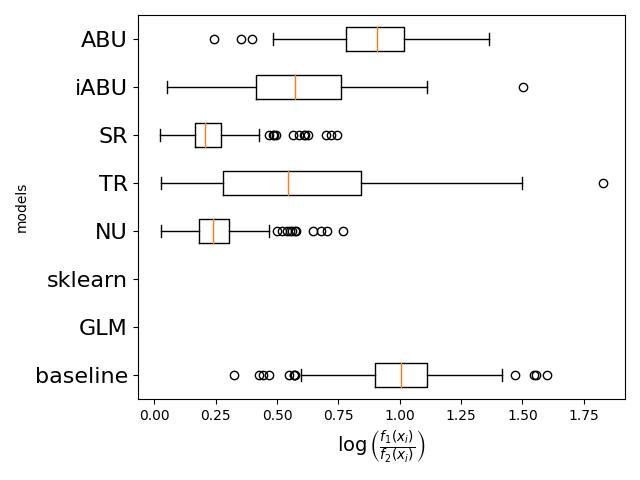 ABU
iABU
SR
TR
NU
sklearn
GLM
baseline
models
0.00 0.25 0.50 0.75 1.00 1.25 1.50 1.75
log(f₁(xᵢ)/f₂(xᵢ))